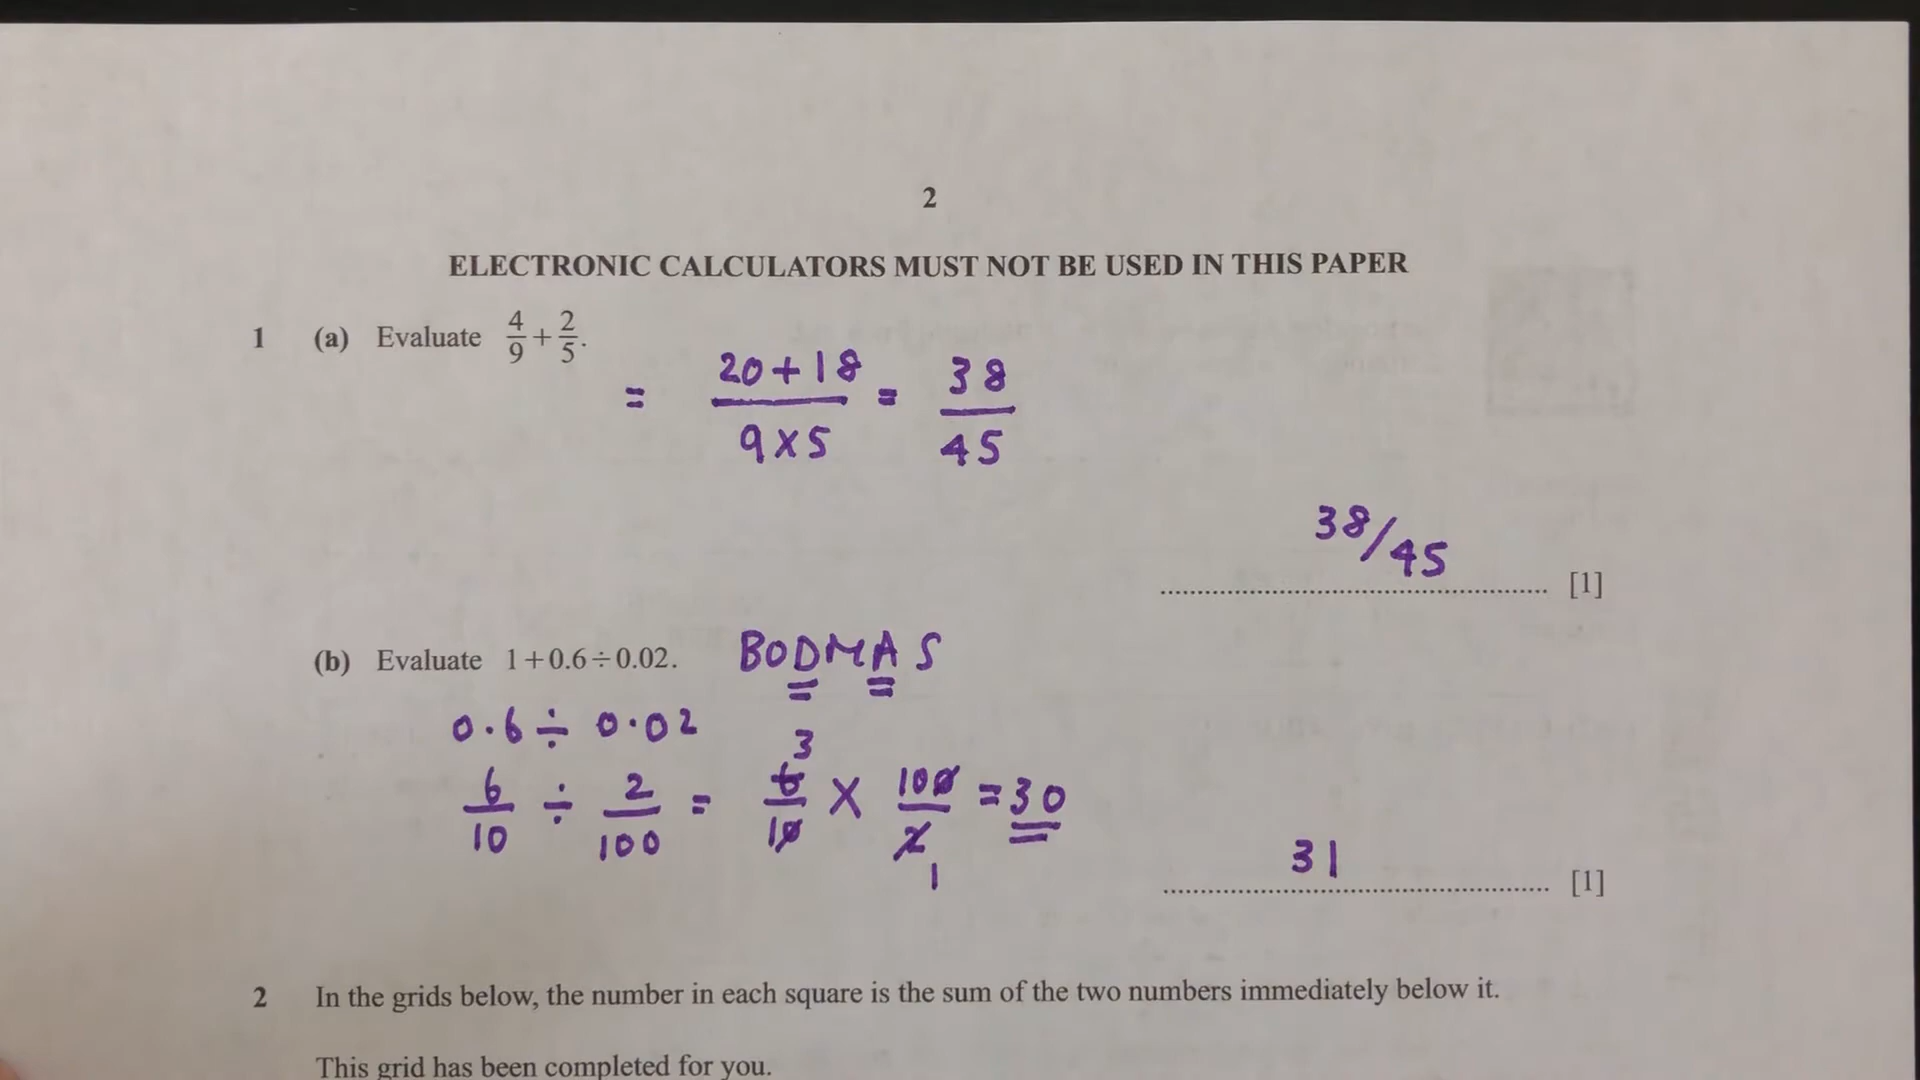 2
ELECTRONIC CALCULATORS MUST NOT BE USED IN THIS PAPER
1 (a) Evaluate 4/9 + 2/5.
= 20+18 / 9×5 = 38/45
38/45
[1]
(b) Evaluate 1+0.6÷0.02. BODMAS
0.6 ÷ 0.02
3
6/10 ÷ 2/100 = 6/10 × 100/2 = 30
1
31
[1]
2 In the grids below, the number in each square is the sum of the two numbers immediately below it.
This grid has been completed for you.